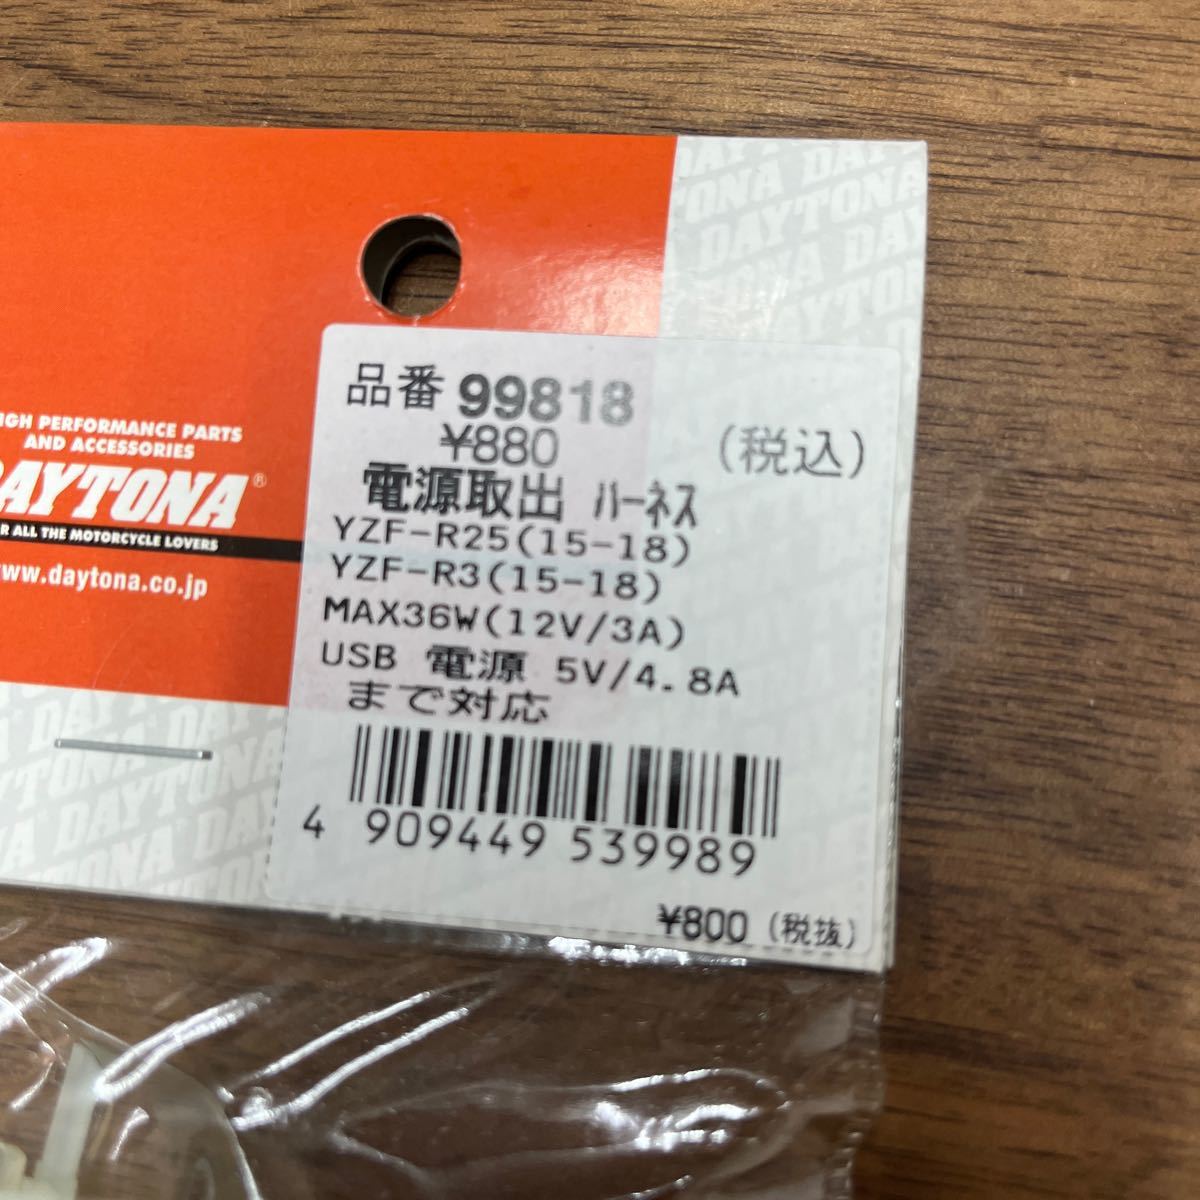 HIGH PERFORMANCE PARTS
AND ACCESSORIES
DAYTONA®
FOR ALL THE MOTORCYCLE LOVERS
www.daytona.co.jp
品番 99818
¥880 (税込)
電源取出 ハーネス
YZF-R25(15-18)
YZF-R3(15-18)
MAX36W(12V/3A)
USB 電源 5V/4.8A
まで対応
4 909449 539989
¥800 (税抜)
DAYTONA DAYTONA